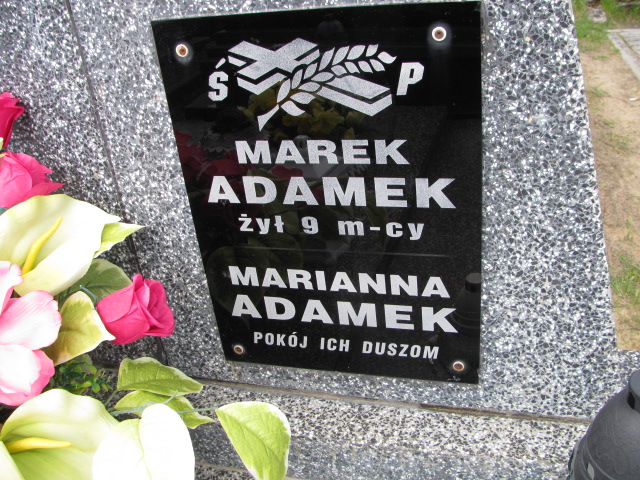 Ś P
MAREK
ADAMEK
żył 9 m-cy
MARIANNA
ADAMEK
POKÓJ ICH DUSZOM